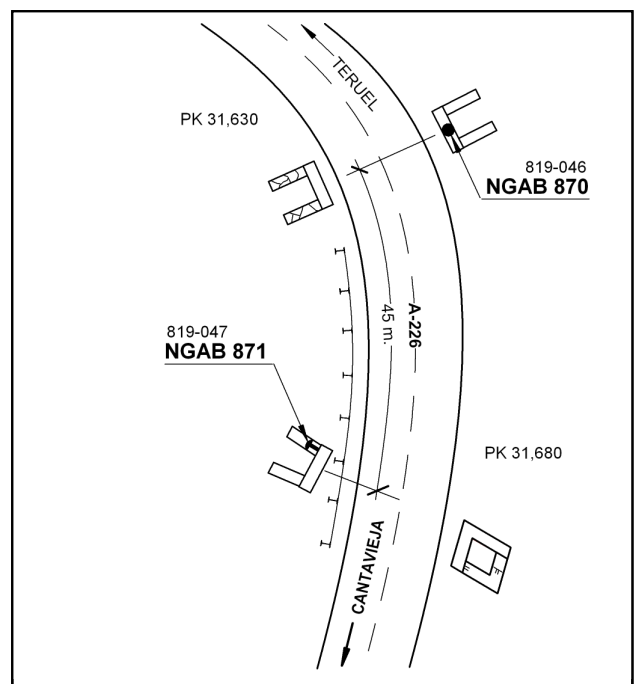 TERUEL
PK 31,630
819-046
NGAB 870
A-226
45 m.
819-047
NGAB 871
PK 31,680
CANTAVIEJA